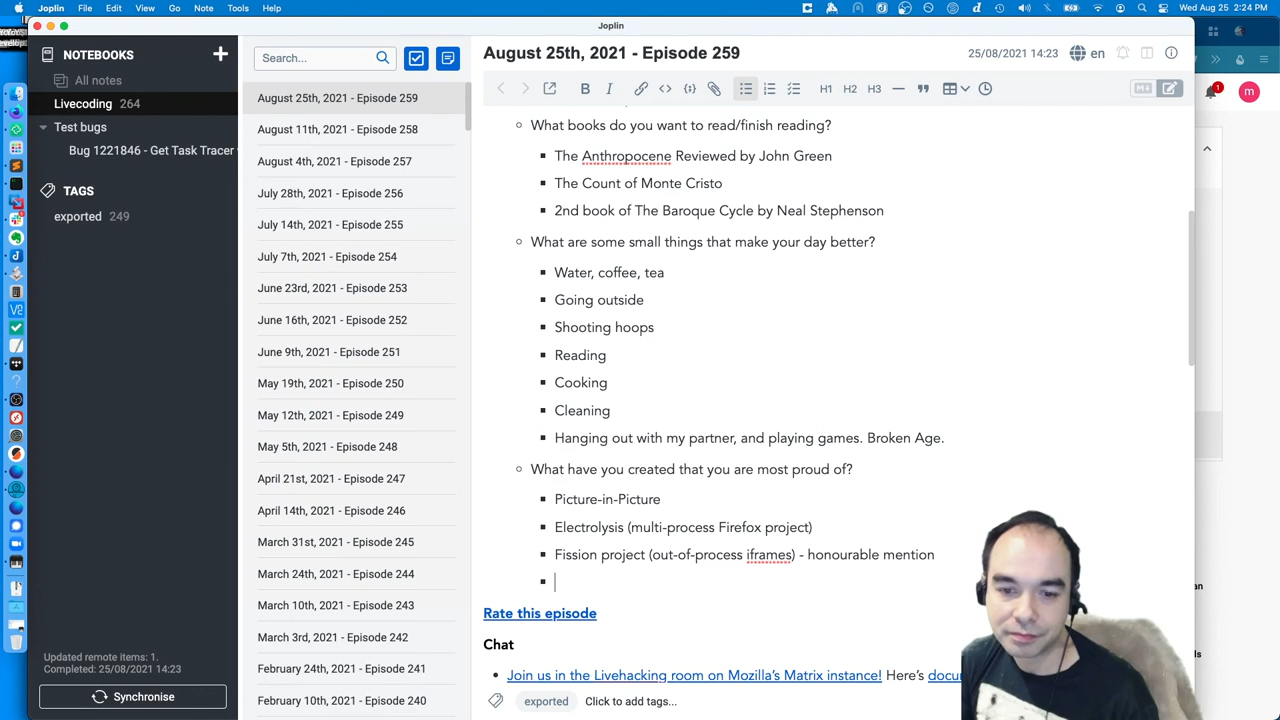 Joplin Edit View Go Note Tools Help
Wed Aug 25 2:24 PM
Joplin
NOTEBOOKS
All notes
Livecoding 264
Test bugs
Bug 1221846 - Get Task Tracer
TAGS
exported 249
Updated remote items: 1.
Completed: 25/08/2021 14:23
Synchronise
Search...
August 25th, 2021 - Episode 259
August 11th, 2021 - Episode 258
August 4th, 2021 - Episode 257
July 28th, 2021 - Episode 256
July 14th, 2021 - Episode 255
July 7th, 2021 - Episode 254
June 23rd, 2021 - Episode 253
June 16th, 2021 - Episode 252
June 9th, 2021 - Episode 251
May 19th, 2021 - Episode 250
May 12th, 2021 - Episode 249
May 5th, 2021 - Episode 248
April 21st, 2021 - Episode 247
April 14th, 2021 - Episode 246
March 31st, 2021 - Episode 245
March 24th, 2021 - Episode 244
March 10th, 2021 - Episode 243
March 3rd, 2021 - Episode 242
February 24th, 2021 - Episode 241
February 10th, 2021 - Episode 240
August 25th, 2021 - Episode 259
25/08/2021 14:23 en
B I H1 H2 H3
What books do you want to read/finish reading?
The Anthropocene Reviewed by John Green
The Count of Monte Cristo
2nd book of The Baroque Cycle by Neal Stephenson
What are some small things that make your day better?
Water, coffee, tea
Going outside
Shooting hoops
Reading
Cooking
Cleaning
Hanging out with my partner, and playing games. Broken Age.
What have you created that you are most proud of?
Picture-in-Picture
Electrolysis (multi-process Firefox project)
Fission project (out-of-process iframes) - honourable mention
Rate this episode
Chat
Join us in the Livehacking room on Mozilla's Matrix instance! Here's docu
exported Click to add tags...
1
m